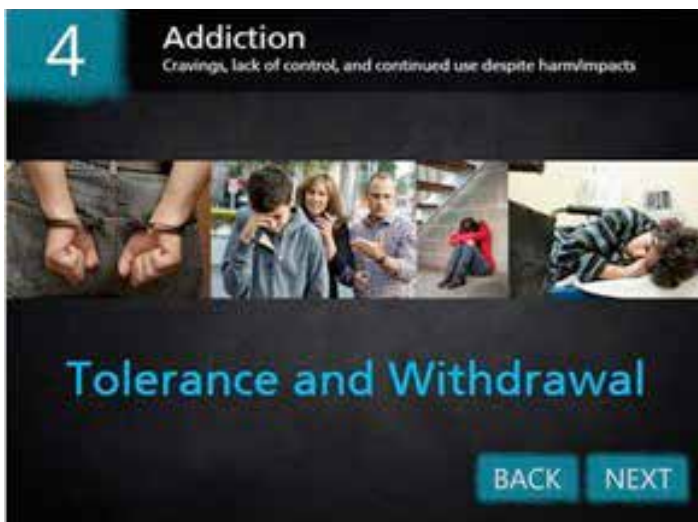 4
Addiction
Cravings, lack of control, and continued use despite harm/impacts
Tolerance and Withdrawal
BACK NEXT